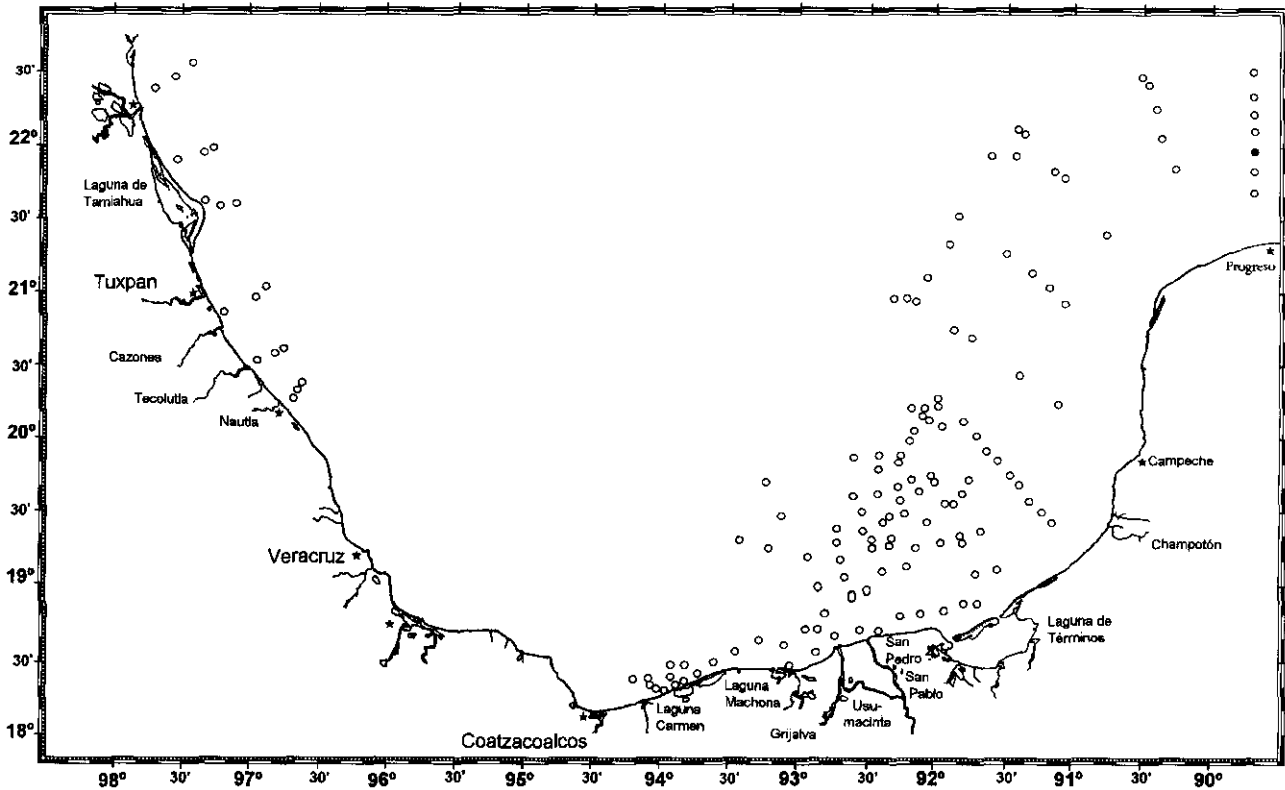 30'
22°
Laguna de
Tamiahua
30'
Progreso
Tuxpan
21°
Cazones
30'
Tecolutla
Nautla
20°
Campeche
30'
Champotón
Veracruz
19°
Laguna de
Términos
San
Pedro
San
Pablo
30'
Laguna
Machona
Laguna
Carmen
Usu-
macinta
Grijalva
18°
Coatzacoalcos
98° 30' 97° 30' 96° 30' 95° 30' 94° 30' 93° 30' 92° 30' 91° 30' 90°